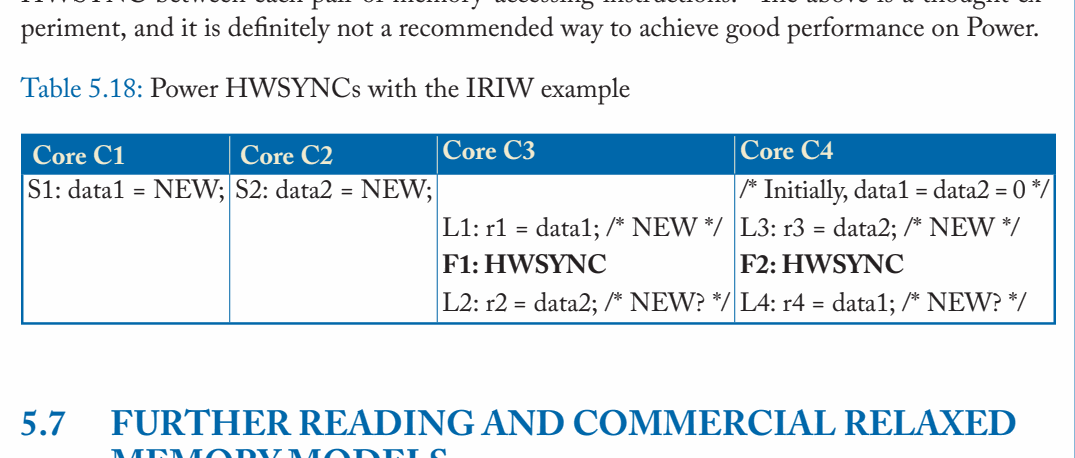 periment, and it is definitely not a recommended way to achieve good performance on Power.
Table 5.18: Power HWSYNCs with the IRIW example
Core C1 Core C2 Core C3 Core C4
S1: data1 = NEW; S2: data2 = NEW; /* Initially, data1 = data2 = 0 */
L1: r1 = data1; /* NEW */ L3: r3 = data2; /* NEW */
F1: HWSYNC F2: HWSYNC
L2: r2 = data2; /* NEW? */ L4: r4 = data1; /* NEW? */
5.7 FURTHER READING AND COMMERCIAL RELAXED
MEMORY MODELS